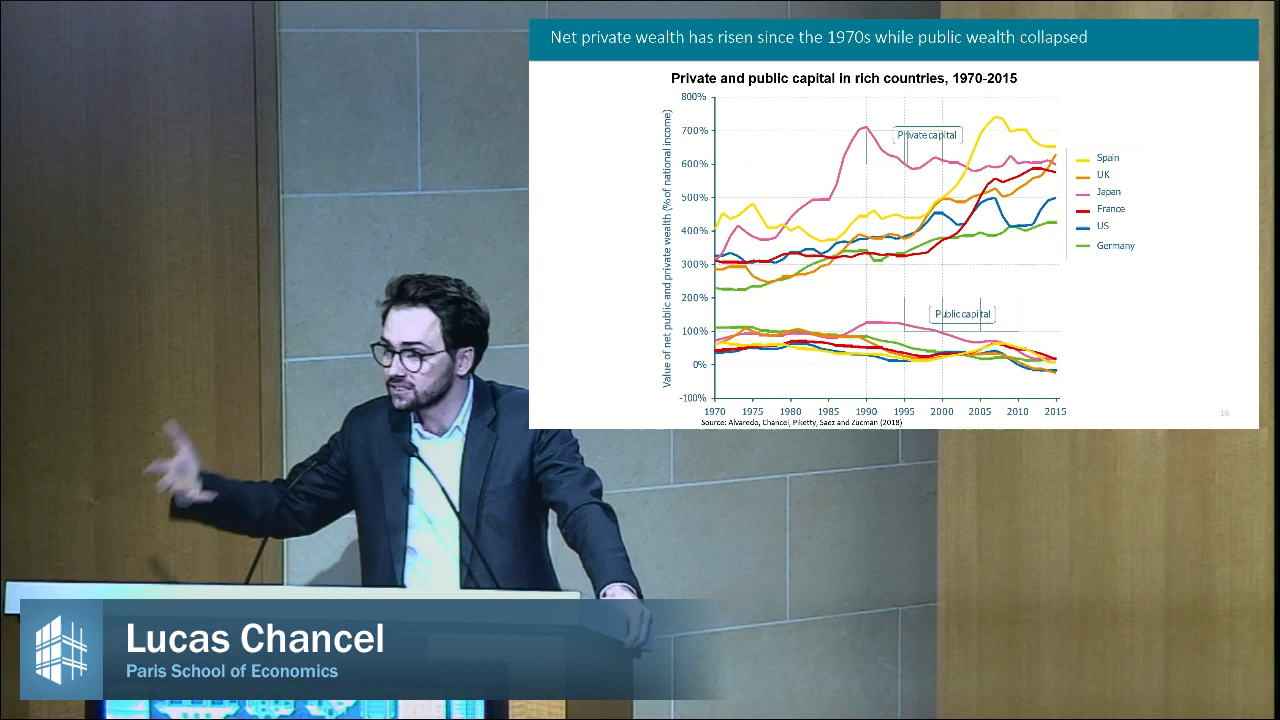 Net private wealth has risen since the 1970s while public wealth collapsed
Private and public capital in rich countries, 1970-2015
Value of net public and private wealth (% of national income)
800%
700%
600%
500%
400%
300%
200%
100%
0%
-100%
Private capital
Public capital
1970 1975 1980 1985 1990 1995 2000 2005 2010 2015
Spain
UK
Japan
France
US
Germany
Source: Alvaredo, Chancel, Piketty, Saez and Zucman (2018)
16
Lucas Chancel
Paris School of Economics